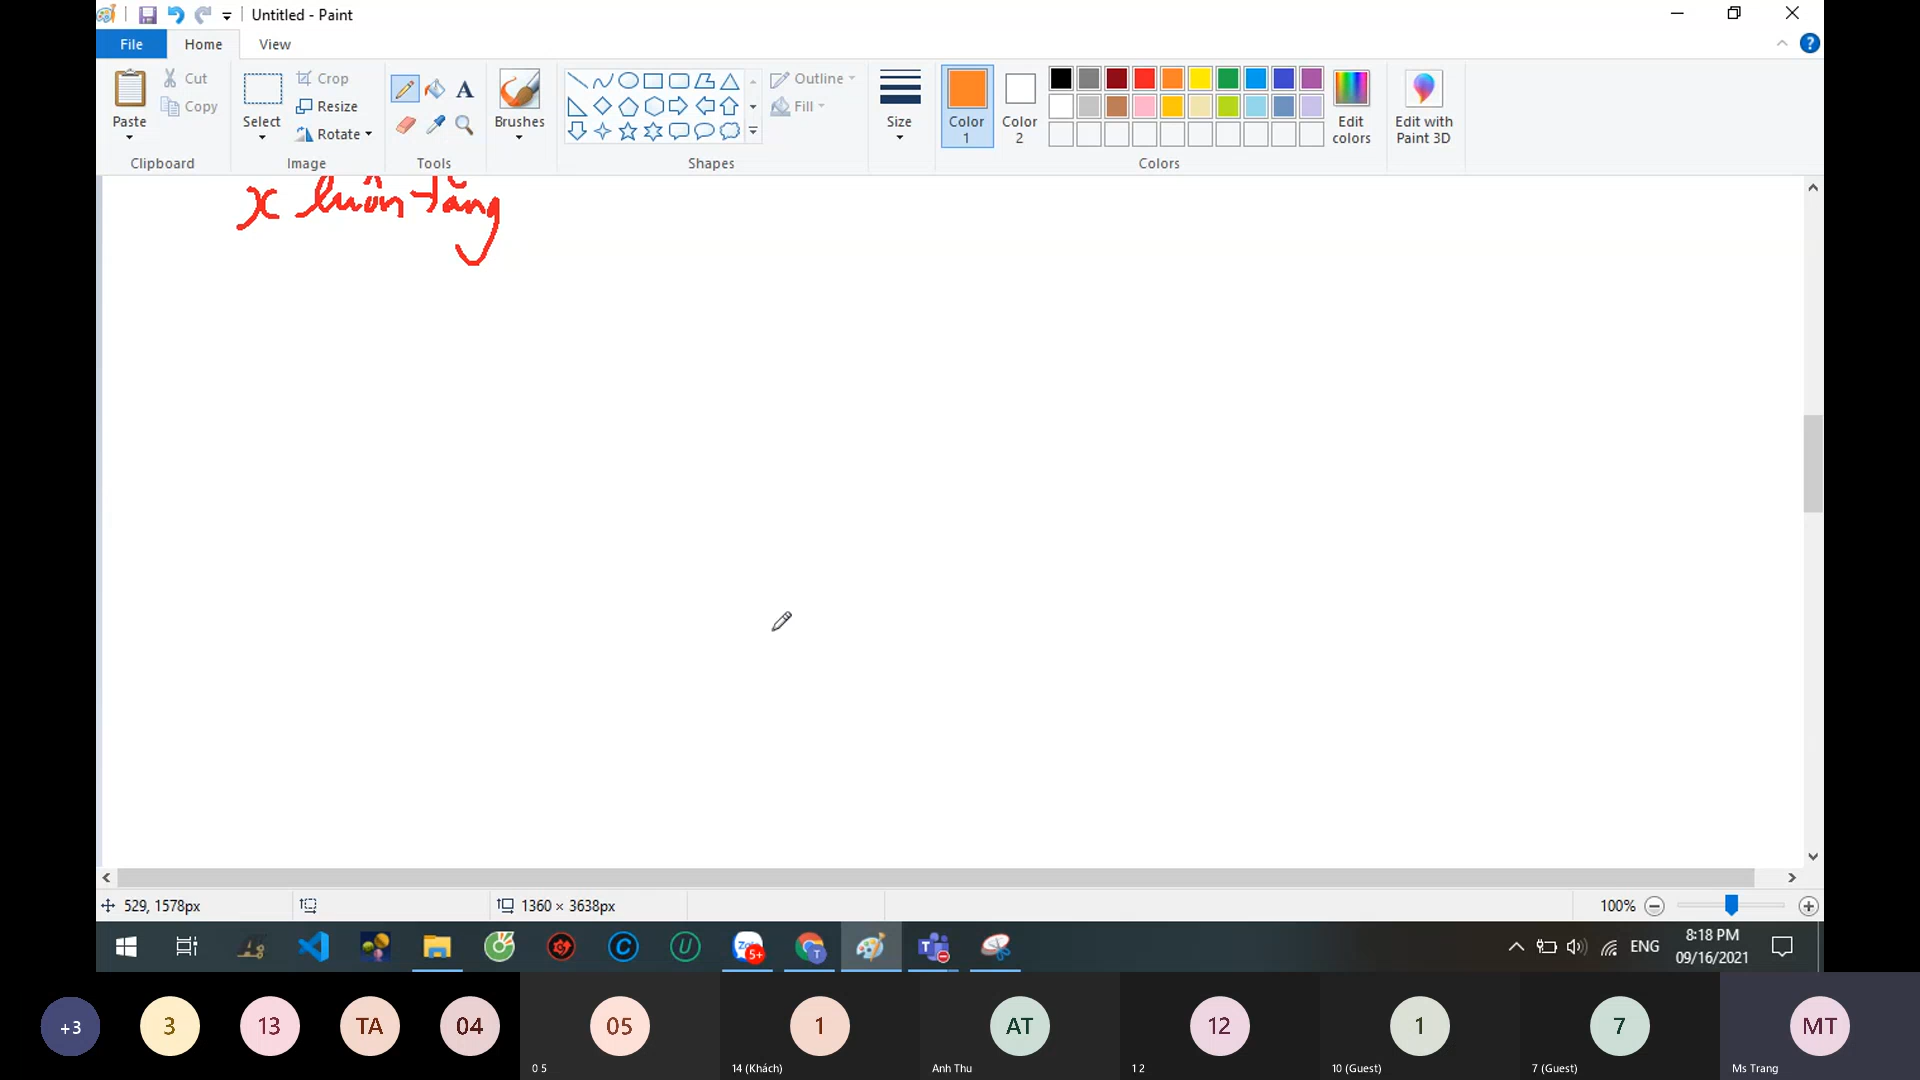 Untitled - Paint
File Home View
Paste Cut Copy Clipboard
Select Crop Resize Rotate Image
Tools
Brushes
Shapes
Outline Fill
Size
Color 1
Color 2
Edit colors
Edit with Paint 3D
Colors
x luôn tăng
529, 1578px
1360 × 3638px
100%
ENG
8:18 PM
09/16/2021
+3 3 13 TA 04 05 1 AT 12 1 7 MT
0 5 14 (Khách) Anh Thu 1 2 10 (Guest) 7 (Guest) Ms Trang